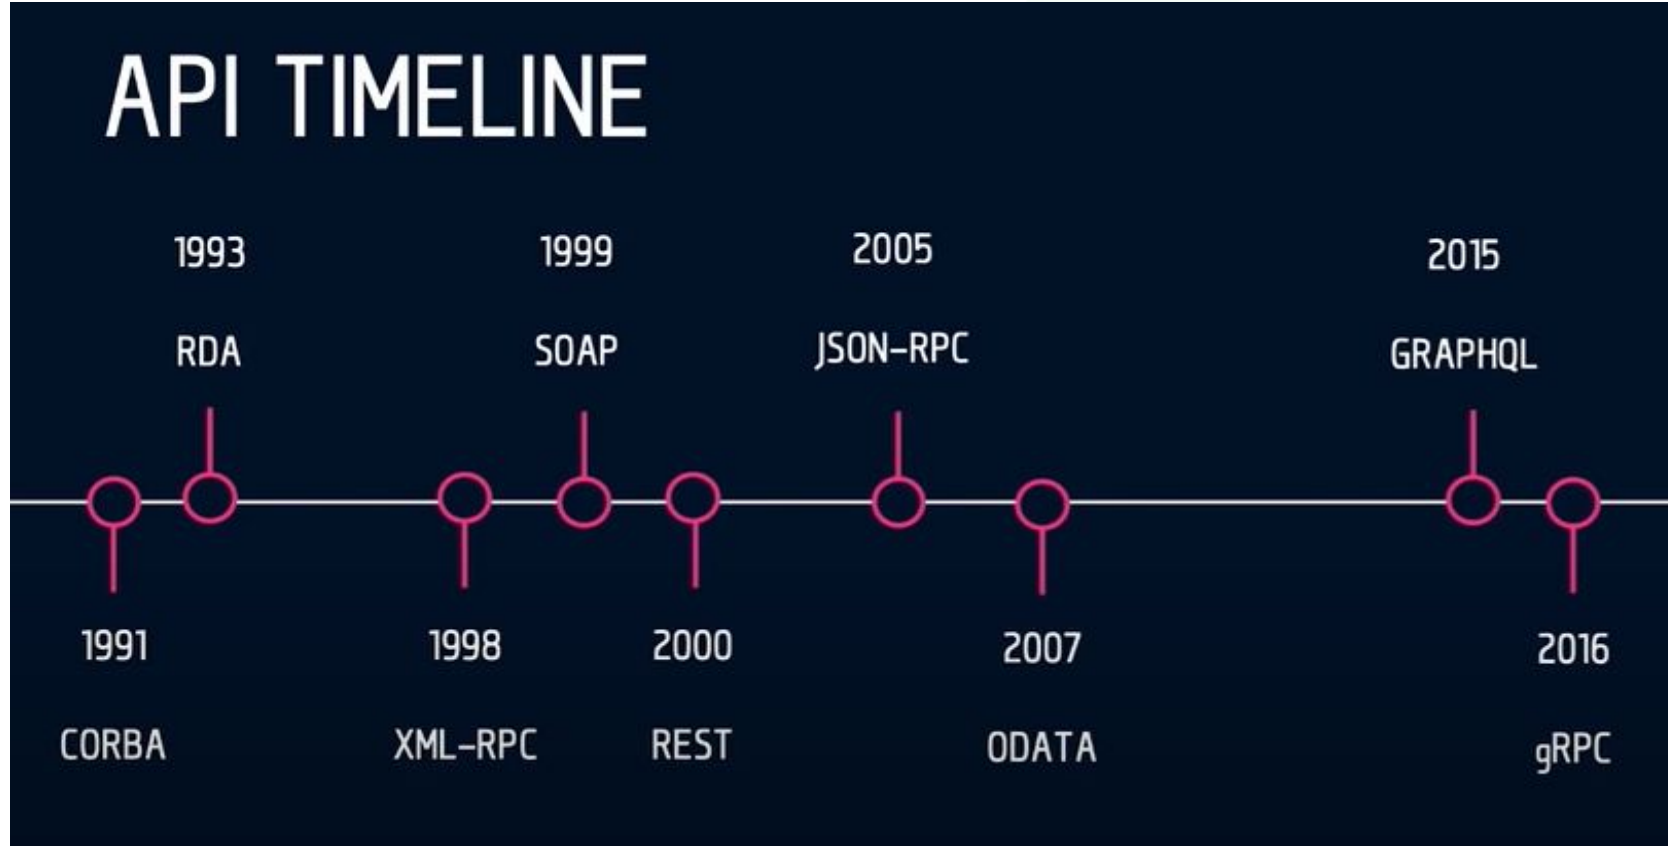 API TIMELINE
1993
RDA
1999
SOAP
2005
JSON-RPC
2015
GRAPHQL
1991
CORBA
1998
XML-RPC
2000
REST
2007
ODATA
2016
gRPC